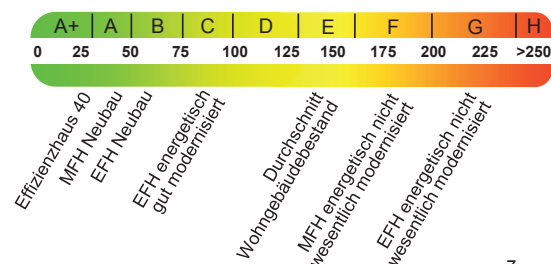 A+ A B C D E F G H
0 25 50 75 100 125 150 175 200 225 >250
Effizienzhaus 40
MFH Neubau
EFH Neubau
EFH energetisch
gut modernisiert
Durchschnitt
Wohngebäudebestand
MFH energetisch nicht
wesentlich modernisiert
EFH energetisch nicht
wesentlich modernisiert
7